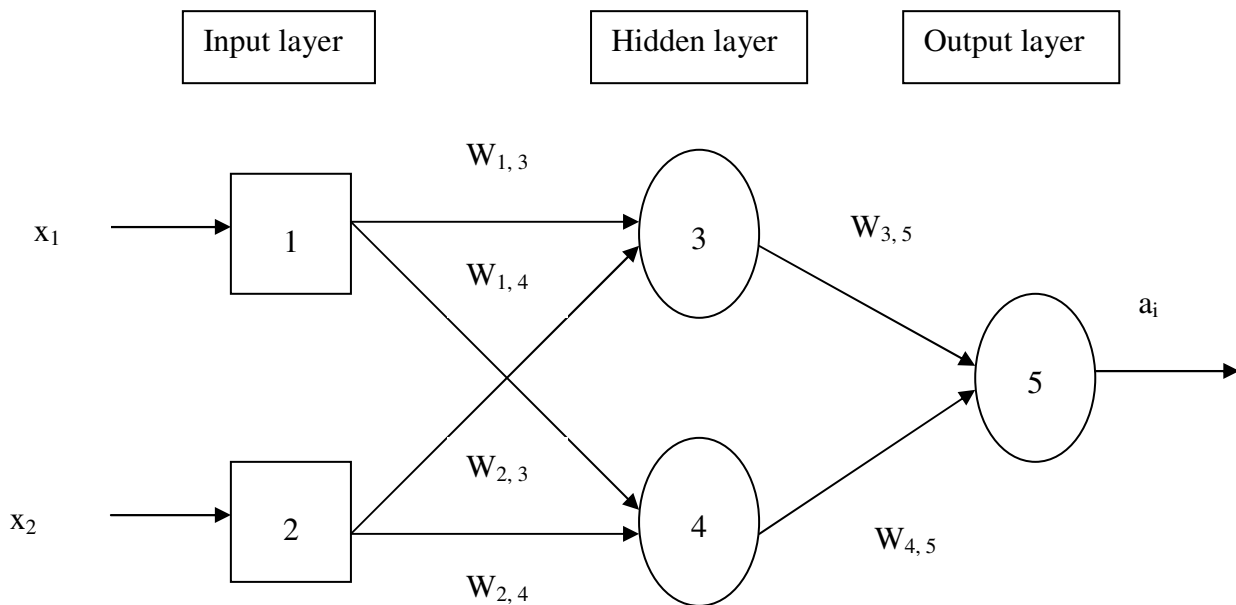 Input layer
Hidden layer
Output layer
W1, 3
x1
1
3
W3, 5
W1, 4
ai
5
W2, 3
x2
2
4
W4, 5
W2, 4